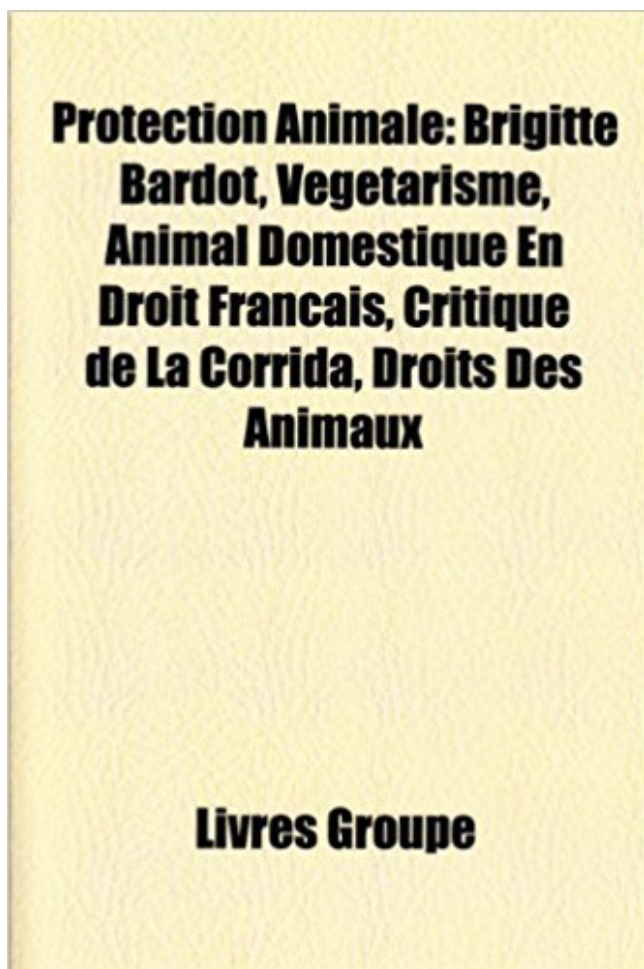 Protection Animale: Brigitte
Bardot, Vegetarisme,
Animal Domestique En
Droit Francais, Critique
de La Corrida, Droits Des
Animaux
Livres Groupe